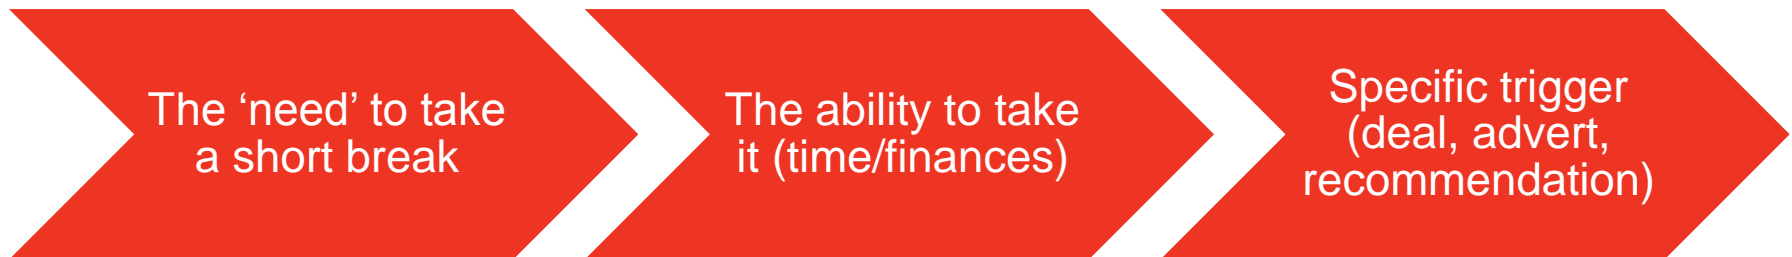 The ‘need’ to take
a short break
The ability to take
it (time/finances)
Specific trigger
(deal, advert,
recommendation)